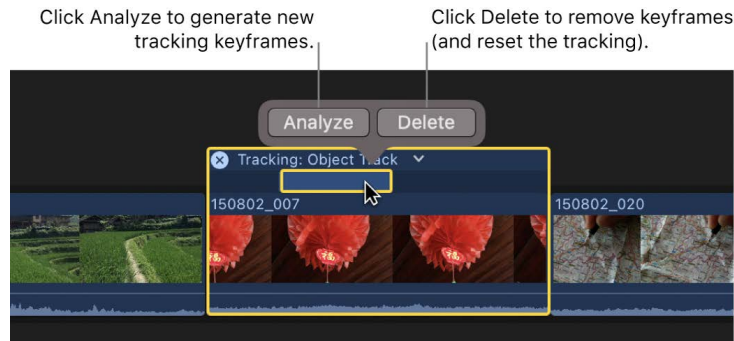 Click Analyze to generate new
tracking keyframes.
Click Delete to remove keyframes
(and reset the tracking).
Analyze
Delete
Tracking: Object Track
150802_007
150802_020